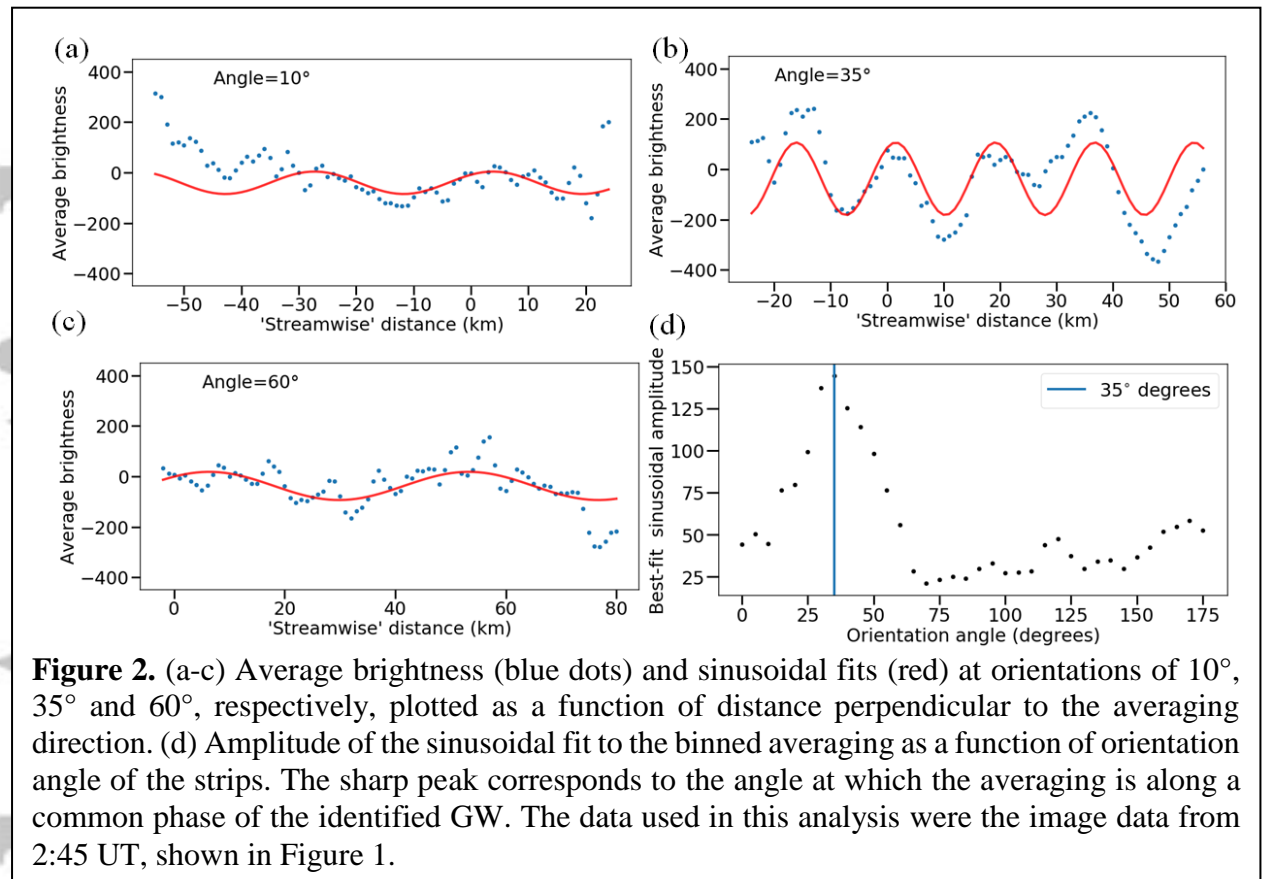 (a)
Angle=10°
Average brightness
400
200
0
−200
−400
−50
−40
−30
−20
−10
0
10
20
'Streamwise' distance (km)
(b)
Angle=35°
Average brightness
400
200
0
−200
−400
−20
−10
0
10
20
30
40
50
60
'Streamwise' distance (km)
(c)
Angle=60°
Average brightness
400
200
0
−200
−400
0
20
40
60
80
'Streamwise' distance (km)
(d)
35° degrees
Best-fit sinusoidal amplitude
150
125
100
75
50
25
0
25
50
75
100
125
150
175
Orientation angle (degrees)
Figure 2. (a-c) Average brightness (blue dots) and sinusoidal fits (red) at orientations of 10°,
35° and 60°, respectively, plotted as a function of distance perpendicular to the averaging
direction. (d) Amplitude of the sinusoidal fit to the binned averaging as a function of orientation
angle of the strips. The sharp peak corresponds to the angle at which the averaging is along a
common phase of the identified GW. The data used in this analysis were the image data from
2:45 UT, shown in Figure 1.